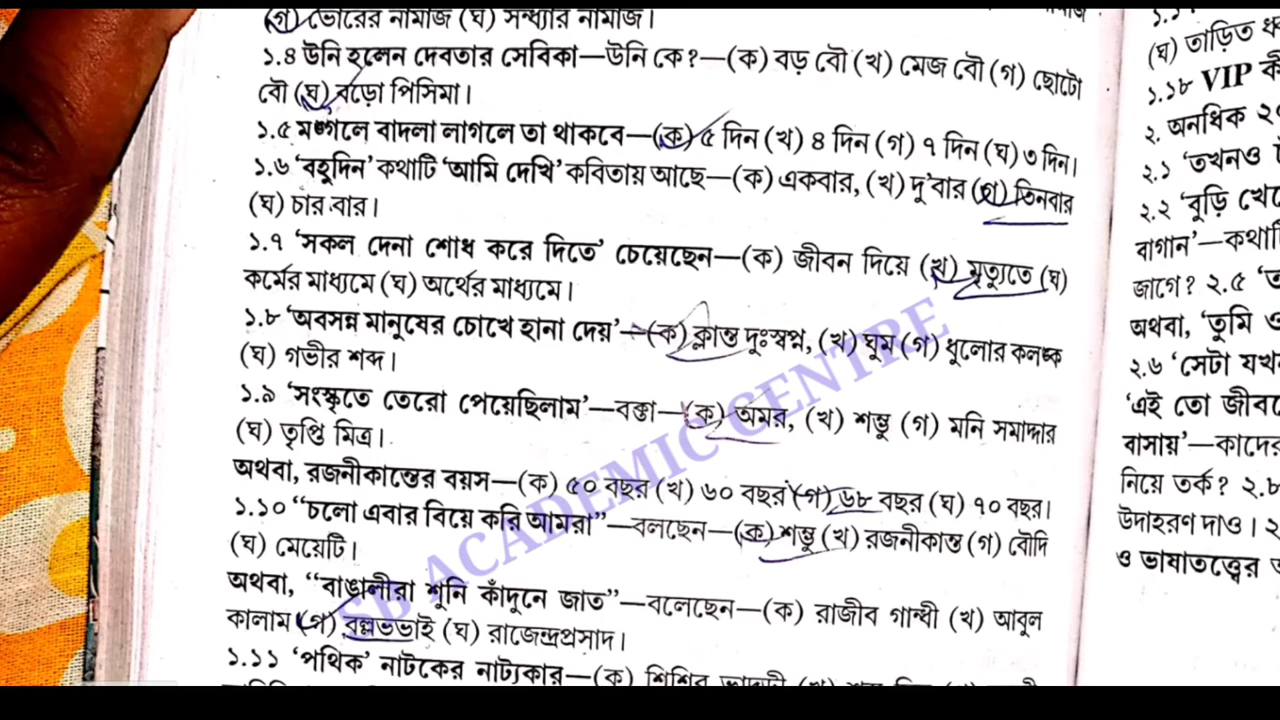 (গ) ভোরের নামাজ (ঘ) সন্ধ্যার নামাজ।
১.৪ উনি হলেন দেবতার সেবিকা—উনি কে?—(ক) বড় বৌ (খ) মেজ বৌ (গ) ছোটো
বৌ (ঘ) বড়ো পিসিমা।
১.৫ মঙ্গলে বাদলা লাগলে তা থাকবে—(ক) ৫ দিন (খ) ৪ দিন (গ) ৭ দিন (ঘ) ৩ দিন।
১.৬ ‘বহুদিন’ কথাটি ‘আমি দেখি’ কবিতায় আছে—(ক) একবার, (খ) দু’বার (গ) তিনবার
(ঘ) চার বার।
১.৭ ‘সকল দেনা শোধ করে দিতে’ চেয়েছেন—(ক) জীবন দিয়ে (খ) মৃত্যুতে (ঘ)
কর্মের মাধ্যমে (ঘ) অর্থের মাধ্যমে।
১.৮ ‘অবসন্ন মানুষের চোখে হানা দেয়’—(ক) ক্লান্ত দুঃস্বপ্ন, (খ) ঘুম (গ) ধুলোর কলঙ্ক
(ঘ) গভীর শব্দ।
১.৯ ‘সংস্কৃতে তেরো পেয়েছিলাম’—বক্তা—(ক) অমর, (খ) শম্ভু (গ) মনি সমাদ্দার
(ঘ) তৃপ্তি মিত্র।
অথবা, রজনীকান্তের বয়স—(ক) ৫০ বছর (খ) ৬০ বছর (গ) ৬৮ বছর (ঘ) ৭০ বছর।
১.১০ “চলো এবার বিয়ে করি আমরা”—বলছেন—(ক) শম্ভু (খ) রজনীকান্ত (গ) বৌদি
(ঘ) মেয়েটি।
অথবা, “বাঙালীরা শুনি কাঁদুনে জাত”—বলেছেন—(ক) রাজীব গান্ধী (খ) আবুল
কালাম (গ) বল্লভভাই (ঘ) রাজেন্দ্রপ্রসাদ।
১.১১ ‘পথিক’ নাটকের নাট্যকার—(ক) শিশির
SB ACADEMIC CENTRE
(ঘ) তাড়িত
১.১৮ VIP
২. অনধিক
২.১ ‘তখনও
২.২ ‘বুড়ি
বাগান’—কথাটি
জাগে? ২.৫
অথবা, ‘তুমি
২.৬ ‘সেটা
‘এই তো
বাসায়’—কাদের
নিয়ে তর্ক? ২.৮
উদাহরণ দাও।
ও ভাষাতত্ত্বের